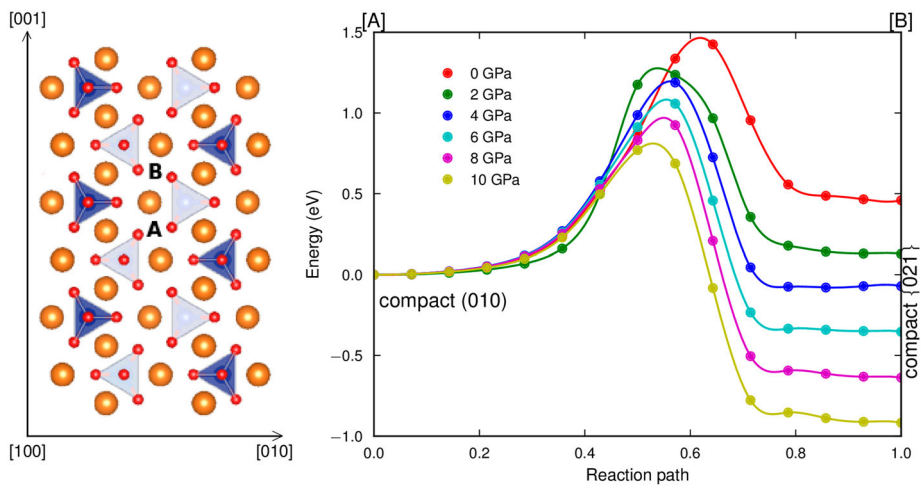 [001]
B
A
[100]
[010]
[A]
[B]
1.5
1.0
0.5
0.0
−0.5
−1.0
Energy (eV)
0 GPa
2 GPa
4 GPa
6 GPa
8 GPa
10 GPa
compact (010)
compact {021}
0.0
0.2
0.4
0.6
0.8
1.0
Reaction path